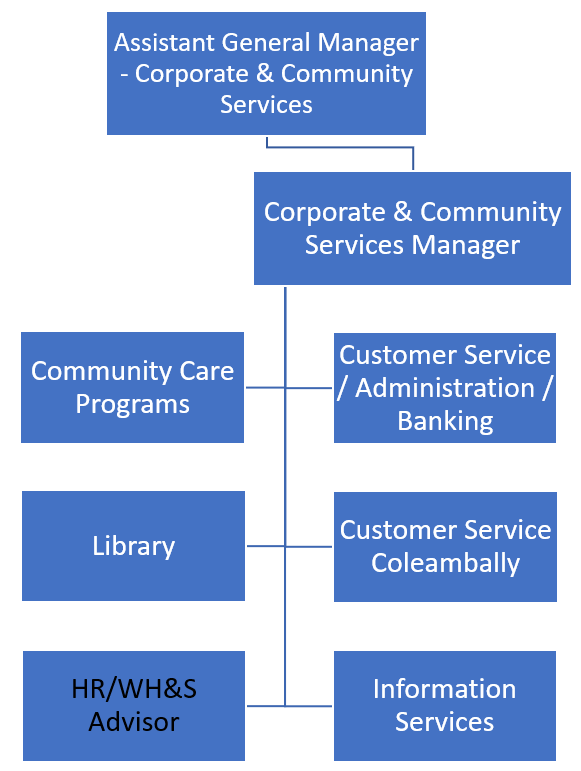 Assistant General Manager
- Corporate & Community
Services
Corporate & Community
Services Manager
Community Care
Programs
Customer Service
/ Administration /
Banking
Library
Customer Service
Coleambally
HR/WH&S
Advisor
Information
Services